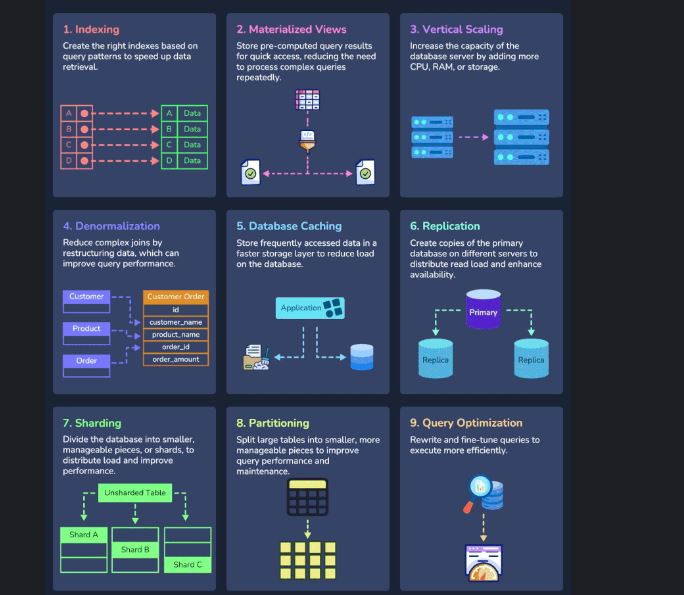 1. Indexing
Create the right indexes based on
query patterns to speed up data
retrieval.
A
A
Data
B
B
Data
C
C
Data
D
D
Data
2. Materialized Views
Store pre-computed query results
for quick access, reducing the need
to process complex queries
repeatedly.
3. Vertical Scaling
Increase the capacity of the
database server by adding more
CPU, RAM, or storage.
4. Denormalization
Reduce complex joins by
restructuring data, which can
improve query performance.
Customer
Product
Order
Customer Order
id
customer_name
product_name
order_id
order_amount
5. Database Caching
Store frequently accessed data in a
faster storage layer to reduce load
on the database.
Application
6. Replication
Create copies of the primary
database on different servers to
distribute read load and enhance
availability.
Primary
Replica
Replica
7. Sharding
Divide the database into smaller,
manageable pieces, or shards, to
distribute load and improve
performance.
Unsharded Table
Shard A
Shard B
Shard C
8. Partitioning
Split large tables into smaller, more
manageable pieces to improve
query performance and
maintenance.
9. Query Optimization
Rewrite and fine-tune queries to
execute more efficiently.